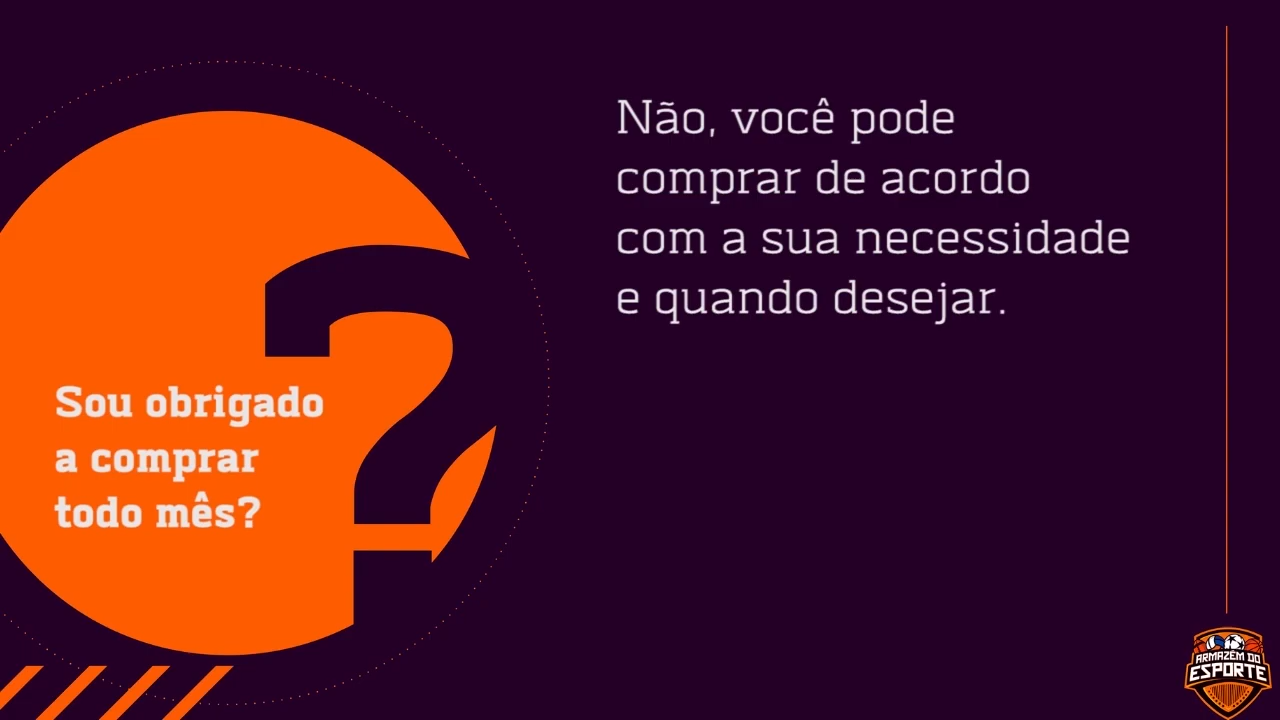 Sou obrigado
a comprar
todo mês?
Não, você pode
comprar de acordo
com a sua necessidade
e quando desejar.
ARMAZÉM DO
ESPORTE